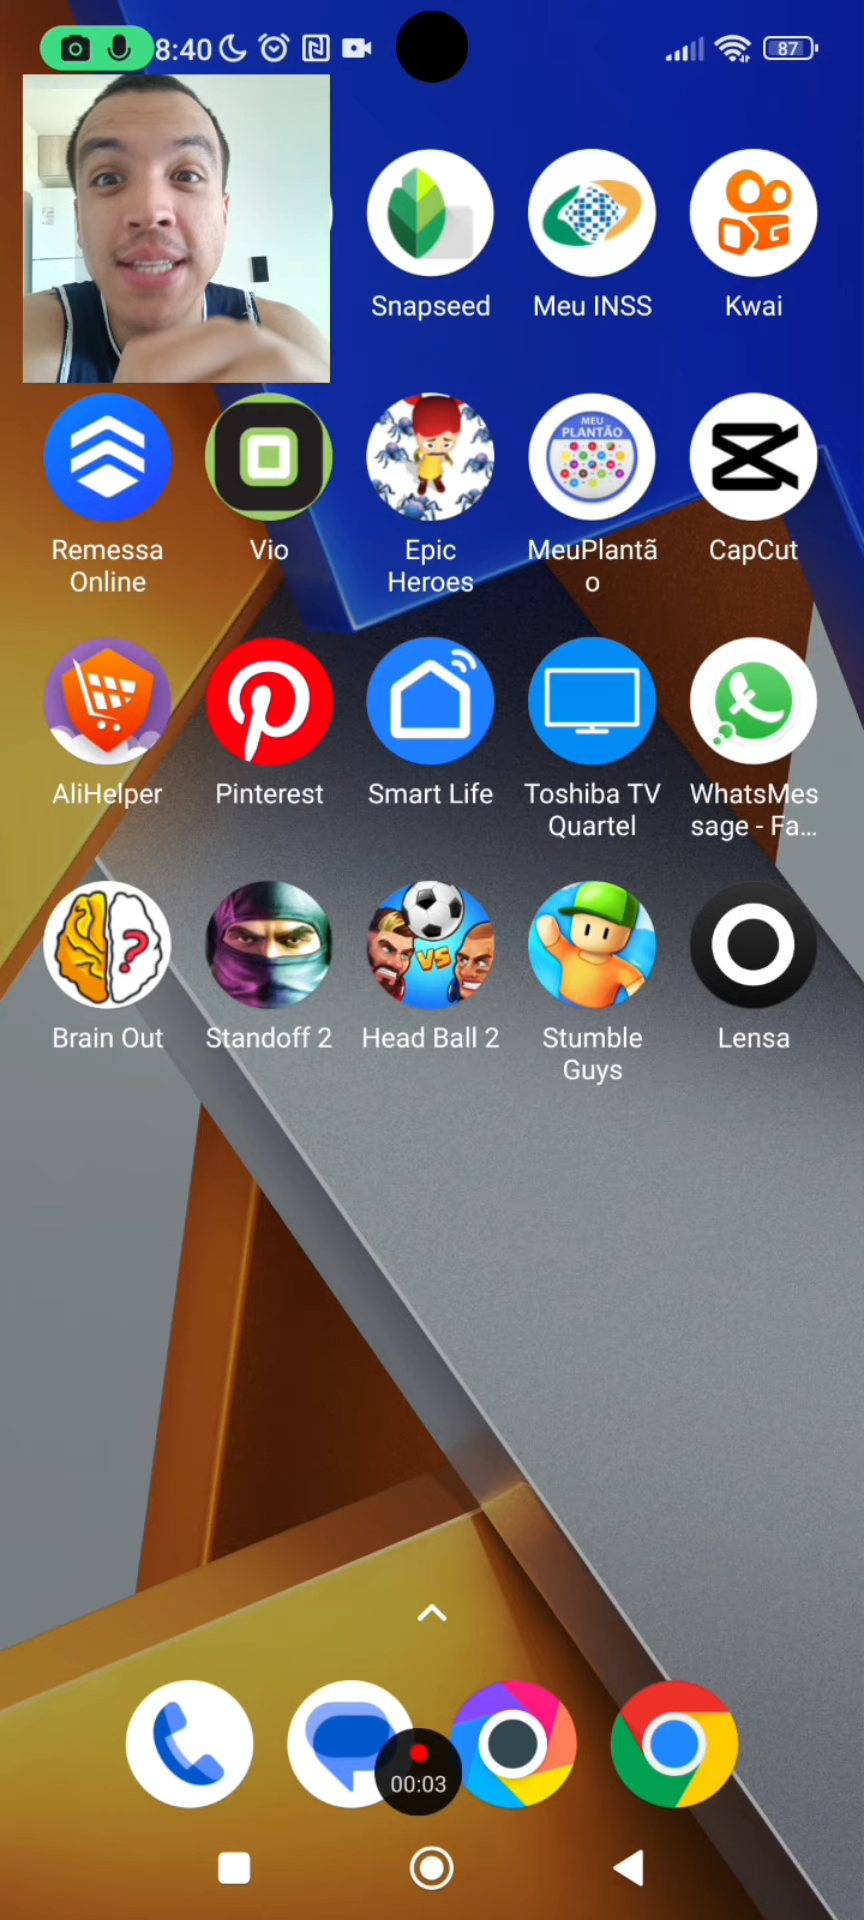 8:40
87
Snapseed
Meu INSS
Kwai
MEU
PLANTÃO
Remessa
Online
Vio
Epic
Heroes
MeuPlantã
o
CapCut
AliHelper
Pinterest
Smart Life
Toshiba TV
Quartel
WhatsMes
sage - Fa...
VS
Brain Out
Standoff 2
Head Ball 2
Stumble
Guys
Lensa
00:03